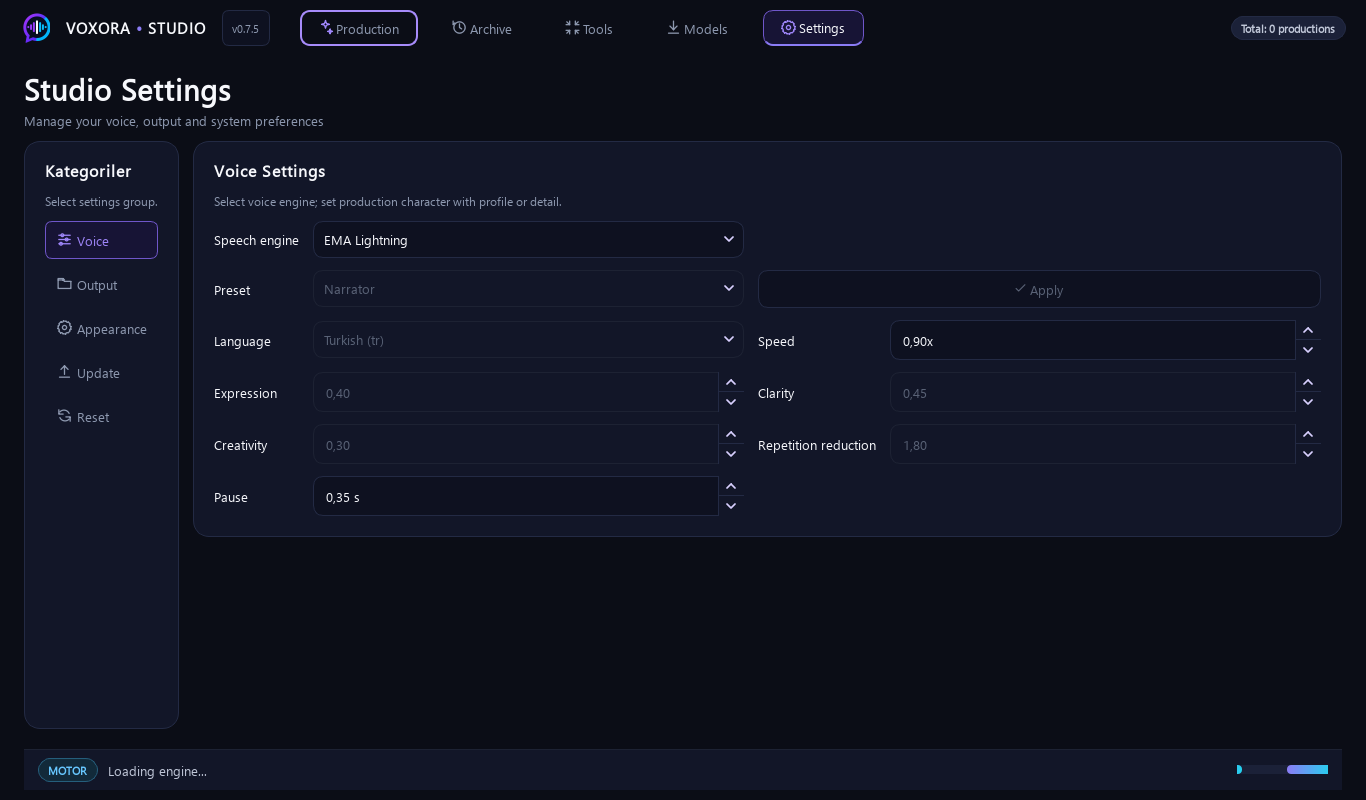 VOXORA • STUDIO v0.7.5 Production Archive Tools Models Settings Total: 0 productions
Studio Settings
Manage your voice, output and system preferences
Kategoriler
Select settings group.
Voice
Output
Appearance
Update
Reset
Voice Settings
Select voice engine; set production character with profile or detail.
Speech engine EMA Lightning
Preset Narrator Apply
Language Turkish (tr) Speed 0,90x
Expression 0,40 Clarity 0,45
Creativity 0,30 Repetition reduction 1,80
Pause 0,35 s
MOTOR Loading engine...